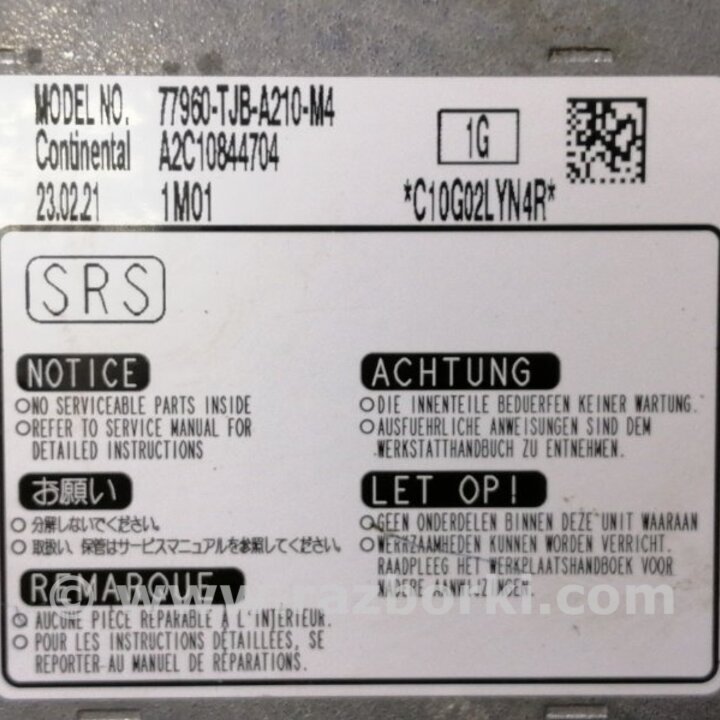 MODEL NO. 77960-TJB-A210-M4
Continental A2C10844704
23.02.21 1M01
1G
*C10G02LYN4R*
SRS
NOTICE
○NO SERVICEABLE PARTS INSIDE
○REFER TO SERVICE MANUAL FOR
DETAILED INSTRUCTIONS
お願い
○ 分解しないでください。
○ 取扱い、保管はサービスマニュアルを参照してください。
REMARQUE
○ AUCUNE PIÈCE RÉPARABLE À L'INTÉRIEUR.
○ POUR LES INSTRUCTIONS DÉTAILLÉES, SE
REPORTER AU MANUEL DE RÉPARATIONS.
ACHTUNG
○DIE INNENTEILE BEDUERFEN KEINER WARTUNG.
○AUSFUEHRLICHE ANWEISUNGEN SIND DEM
WERKSTATTHANDBUCH ZU ENTNEHMEN.
LET OP!
○GEEN ONDERDELEN BINNEN DEZE UNIT WAARAAN
○WERKZAAMHEDEN KUNNEN WORDEN VERRICHT.
RAADPLEEG HET WERKPLAATSHANDBOEK VOOR
NADERE AANWIJZINGEN.
© www.razborki.com